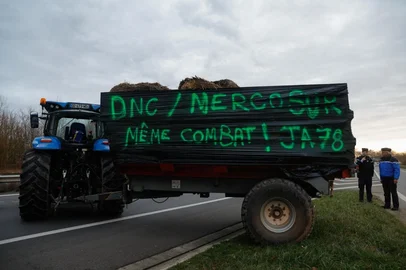 DNC / MERCOSUR
MÊME COMBAT ! JA78